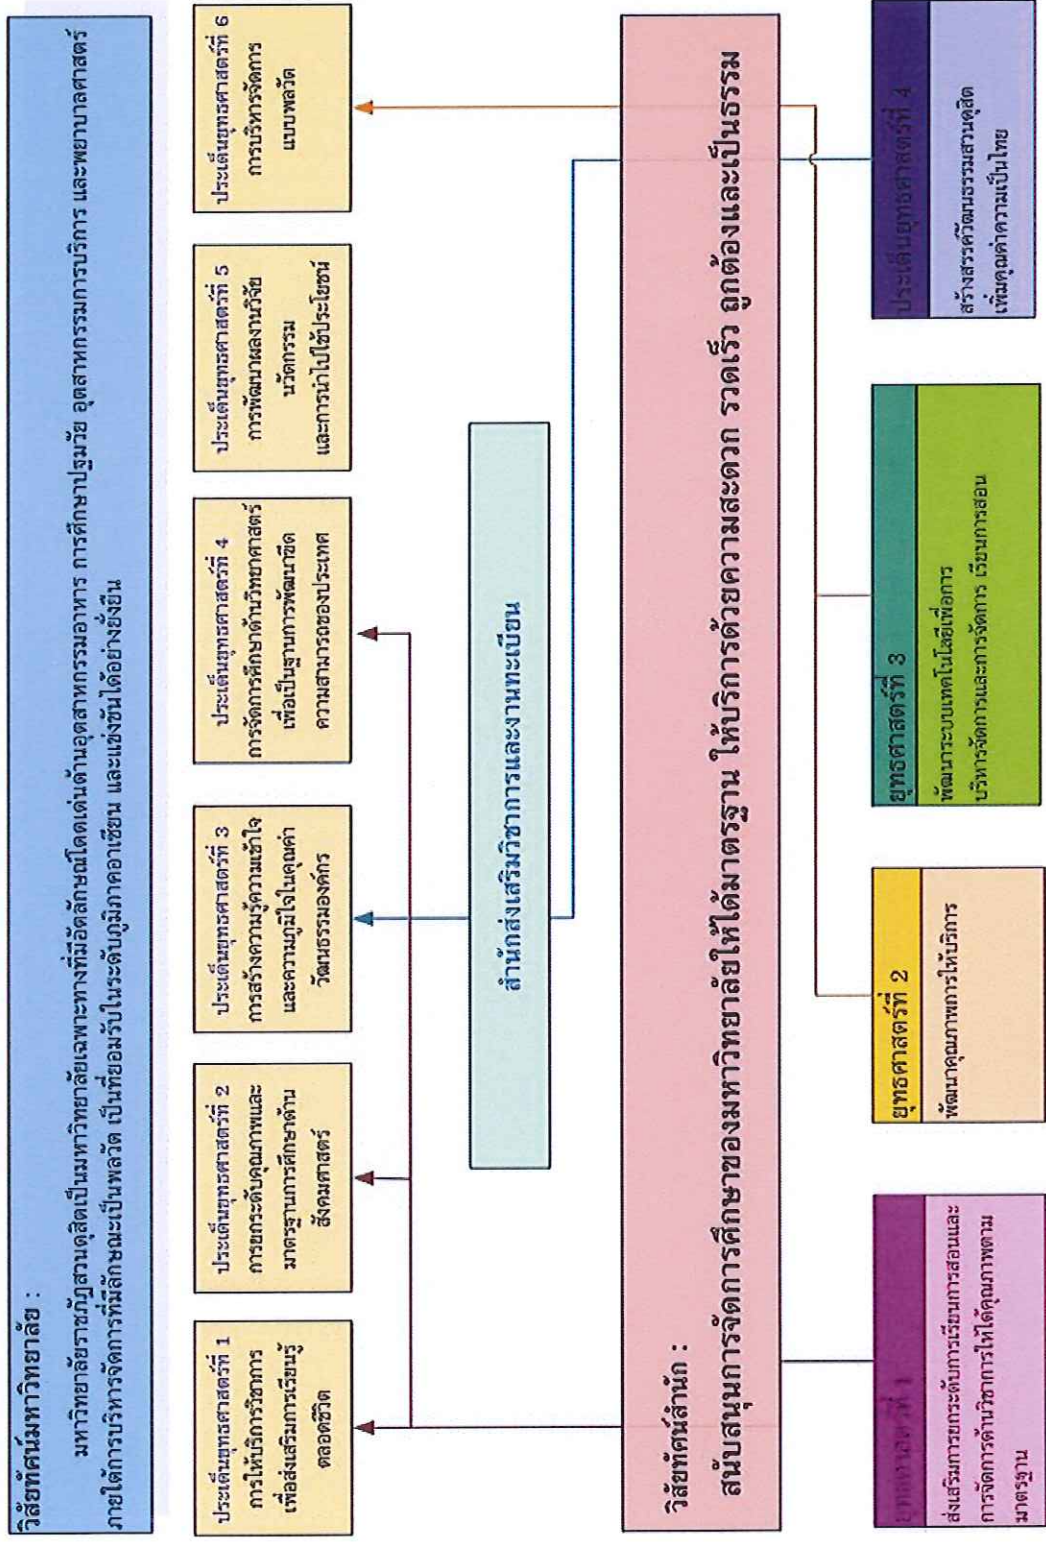 วิสัยทัศน์มหาวิทยาลัย :
มหาวิทยาลัยราชภัฏสวนดุสิตเป็นมหาวิทยาลัยเฉพาะทางที่มีอัตลักษณ์โดดเด่นด้านอุตสาหกรรมอาหาร การศึกษาปฐมวัย อุตสาหกรรมการบริการ และพยาบาลศาสตร์
ภายใต้การบริหารจัดการที่มีลักษณะเป็นพลวัต เป็นที่ยอมรับในระดับภูมิภาคอาเซียน และแข่งขันได้อย่างยั่งยืน
ประเด็นยุทธศาสตร์ที่ 1
การให้บริการวิชาการ
เพื่อส่งเสริมการเรียนรู้
ตลอดชีวิต
ประเด็นยุทธศาสตร์ที่ 2
การยกระดับคุณภาพและ
มาตรฐานการศึกษาด้าน
สังคมศาสตร์
ประเด็นยุทธศาสตร์ที่ 3
การสร้างความรู้ความเข้าใจ
และความภูมิใจในคุณค่า
วัฒนธรรมองค์กร
ประเด็นยุทธศาสตร์ที่ 4
การจัดการศึกษาด้านวิทยาศาสตร์
เพื่อเป็นฐานการพัฒนาขีด
ความสามารถของประเทศ
ประเด็นยุทธศาสตร์ที่ 5
การพัฒนาผลงานวิจัย
นวัตกรรม
และการนำไปใช้ประโยชน์
ประเด็นยุทธศาสตร์ที่ 6
การบริหารจัดการ
แบบพลวัต
สำนักส่งเสริมวิชาการและงานทะเบียน
วิสัยทัศน์สำนัก :
สนับสนุนการจัดการศึกษาของมหาวิทยาลัยให้ได้มาตรฐาน ให้บริการด้วยความสะดวก รวดเร็ว ถูกต้องและเป็นธรรม
ยุทธศาสตร์ที่ 1
ส่งเสริมการยกระดับการเรียนการสอนและ
การจัดการด้านวิชาการให้ได้คุณภาพตาม
มาตรฐาน
ยุทธศาสตร์ที่ 2
พัฒนาคุณภาพการให้บริการ
ยุทธศาสตร์ที่ 3
พัฒนาระบบเทคโนโลยีเพื่อการ
บริหารจัดการและการจัดการ เรียนการสอน
ประเด็นยุทธศาสตร์ที่ 4
สร้างสรรค์วัฒนธรรมสวนดุสิต
เพิ่มคุณค่าความเป็นไทย